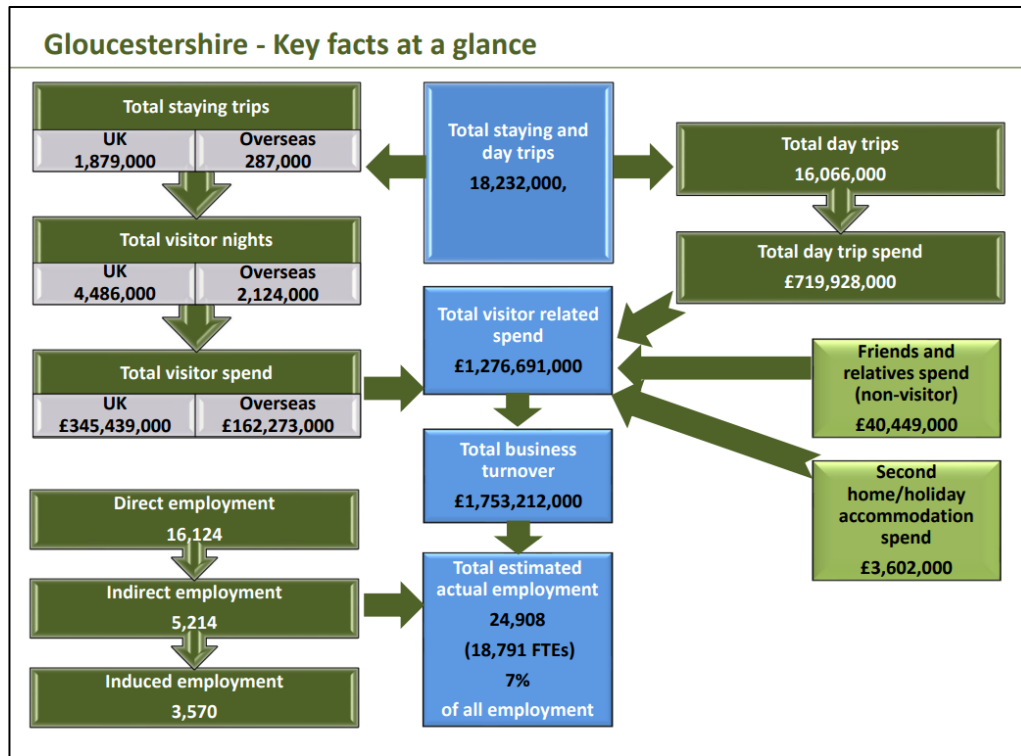 Gloucestershire - Key facts at a glance
Total staying trips
UK
1,879,000
Overseas
287,000
Total visitor nights
UK
4,486,000
Overseas
2,124,000
Total visitor spend
UK
£345,439,000
Overseas
£162,273,000
Direct employment
16,124
Indirect employment
5,214
Induced employment
3,570
Total staying and
day trips
18,232,000,
Total visitor related
spend
£1,276,691,000
Total business
turnover
£1,753,212,000
Total estimated
actual employment
24,908
(18,791 FTEs)
7%
of all employment
Total day trips
16,066,000
Total day trip spend
£719,928,000
Friends and
relatives spend
(non-visitor)
£40,449,000
Second
home/holiday
accommodation
spend
£3,602,000